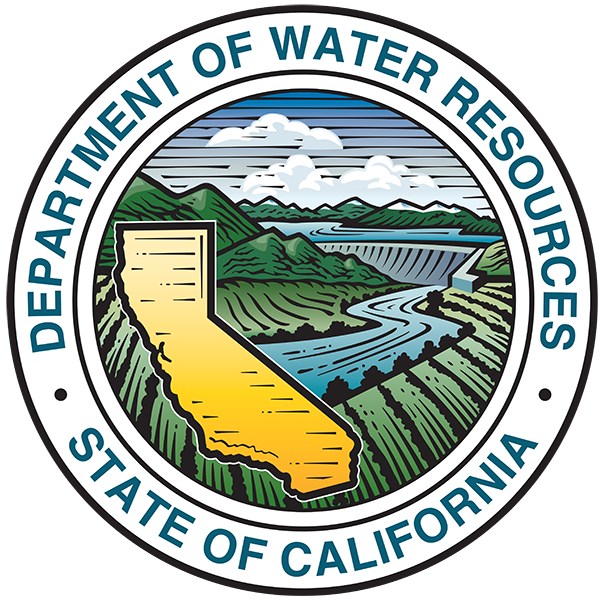 DEPARTMENT OF WATER RESOURCES
STATE OF CALIFORNIA